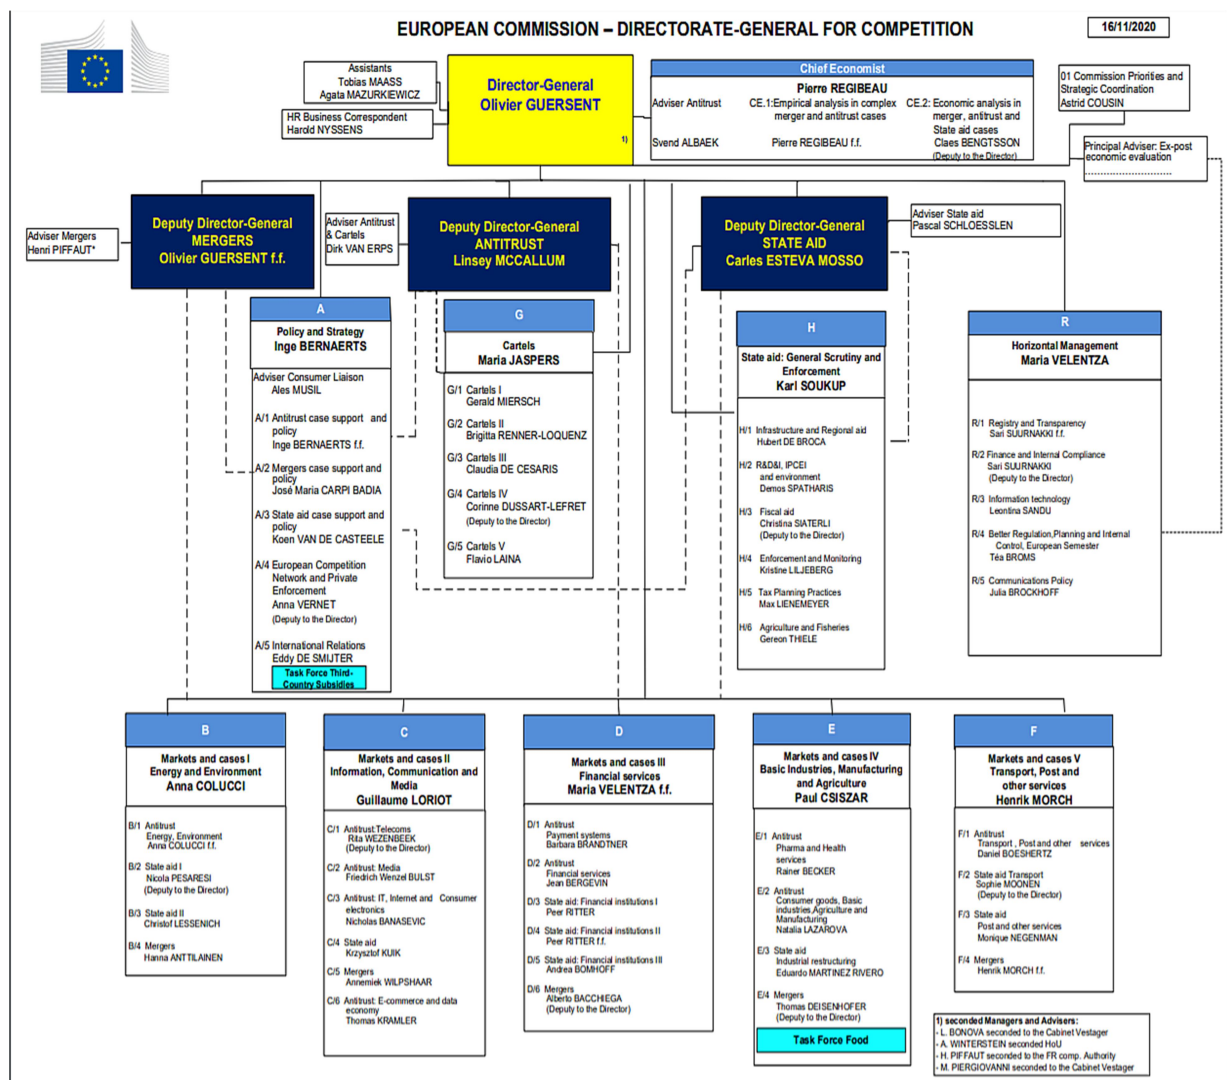 EUROPEAN COMMISSION – DIRECTORATE-GENERAL FOR COMPETITION
16/11/2020
Assistants
Tobias MAASS
Agata MAZURKIEWICZ
HR Business Correspondent
Harold NYSSENS
Director-General
Olivier GUERSENT
1)
Chief Economist
Pierre REGIBEAU
Adviser Antitrust
Svend ALBAEK
CE.1:Empirical analysis in complex
merger and antitrust cases
Pierre REGIBEAU f.f.
CE.2: Economic analysis in
merger, antitrust and
State aid cases
Claes BENGTSSON
(Deputy to the Director)
01 Commission Priorities and
Strategic Coordination
Astrid COUSIN
Principal Adviser: Ex-post
economic evaluation
............................
Adviser Mergers
Henri PIFFAUT*
Deputy Director-General
MERGERS
Olivier GUERSENT f.f.
Adviser Antitrust
& Cartels
Dirk VAN ERPS
Deputy Director-General
ANTITRUST
Linsey MCCALLUM
Deputy Director-General
STATE AID
Carles ESTEVA MOSSO
Adviser State aid
Pascal SCHLOESSLEN
A
Policy and Strategy
Inge BERNAERTS
Adviser Consumer Liaison
Ales MUSIL
A/1 Antitrust case support and
policy
Inge BERNAERTS f.f.
A/2 Mergers case support and
policy
José Maria CARPI BADIA
A/3 State aid case support and
policy
Koen VAN DE CASTEELE
A/4 European Competition
Network and Private
Enforcement
Anna VERNET
(Deputy to the Director)
A/5 International Relations
Eddy DE SMIJTER
Task Force Third-
Country Subsidies
G
Cartels
Maria JASPERS
G/1 Cartels I
Gerald MIERSCH
G/2 Cartels II
Brigitta RENNER-LOQUENZ
G/3 Cartels III
Claudia DE CESARIS
G/4 Cartels IV
Corinne DUSSART-LEFRET
(Deputy to the Director)
G/5 Cartels V
Flavio LAINA
H
State aid: General Scrutiny and
Enforcement
Karl SOUKUP
H/1 Infrastructure and Regional aid
Hubert DE BROCA
H/2 R&D&I, IPCEI
and environment
Demos SPATHARIS
H/3 Fiscal aid
Christina SIATERLI
(Deputy to the Director)
H/4 Enforcement and Monitoring
Kristine LILJEBERG
H/5 Tax Planning Practices
Max LIENEMEYER
H/6 Agriculture and Fisheries
Gereon THIELE
R
Horizontal Management
Maria VELENTZA
R/1 Registry and Transparency
Sari SUURNAKKI f.f.
R/2 Finance and Internal Compliance
Sari SUURNAKKI
(Deputy to the Director)
R/3 Information technology
Leontina SANDU
R/4 Better Regulation,Planning and Internal
Control, European Semester
Téa BROMS
R/5 Communications Policy
Julia BROCKHOFF
B
Markets and cases I
Energy and Environment
Anna COLUCCI
B/1 Antitrust
Energy, Environment
Anna COLUCCI f.f.
B/2 State aid I
Nicola PESARESI
(Deputy to the Director)
B/3 State aid II
Christof LESSENICH
B/4 Mergers
Hanna ANTTILAINEN
C
Markets and cases II
Information, Communication and
Media
Guillaume LORIOT
C/1 Antitrust:Telecoms
Rita WEZENBEEK
(Deputy to the Director)
C/2 Antitrust: Media
Friedrich Wenzel BULST
C/3 Antitrust: IT, Internet and Consumer
electronics
Nicholas BANASEVIC
C/4 State aid
Krzysztof KUIK
C/5 Mergers
Annemiek WILPSHAAR
C/6 Antitrust: E-commerce and data
economy
Thomas KRAMLER
D
Markets and cases III
Financial services
Maria VELENTZA f.f.
D/1 Antitrust
Payment systems
Barbara BRANDTNER
D/2 Antitrust
Financial services
Jean BERGEVIN
D/3 State aid: Financial institutions I
Peer RITTER
D/4 State aid: Financial institutions II
Peer RITTER f.f.
D/5 State aid: Financial institutions III
Andrea BOMHOFF
D/6 Mergers
Alberto BACCHIEGA
(Deputy to the Director)
E
Markets and cases IV
Basic Industries, Manufacturing
and Agriculture
Paul CSISZAR
E/1 Antitrust
Pharma and Health
services
Rainer BECKER
E/2 Antitrust
Consumer goods, Basic
industries,Agriculture and
Manufacturing
Natalia LAZAROVA
E/3 State aid
Industrial restructuring
Eduardo MARTINEZ RIVERO
E/4 Mergers
Thomas DEISENHOFER
(Deputy to the Director)
Task Force Food
F
Markets and cases V
Transport, Post and
other services
Henrik MORCH
F/1 Antitrust
Transport , Post and other services
Daniel BOESHERTZ
F/2 State aid Transport
Sophie MOONEN
(Deputy to the Director)
F/3 State aid
Post and other services
Monique NEGENMAN
F/4 Mergers
Henrik MORCH f.f.
1) seconded Managers and Advisers:
- L. BONOVA seconded to the Cabinet Vestager
- A. WINTERSTEIN seconded HoU
- H. PIFFAUT seconded to the FR comp. Authority
- M. PIERGIOVANNI seconded to the Cabinet Vestager